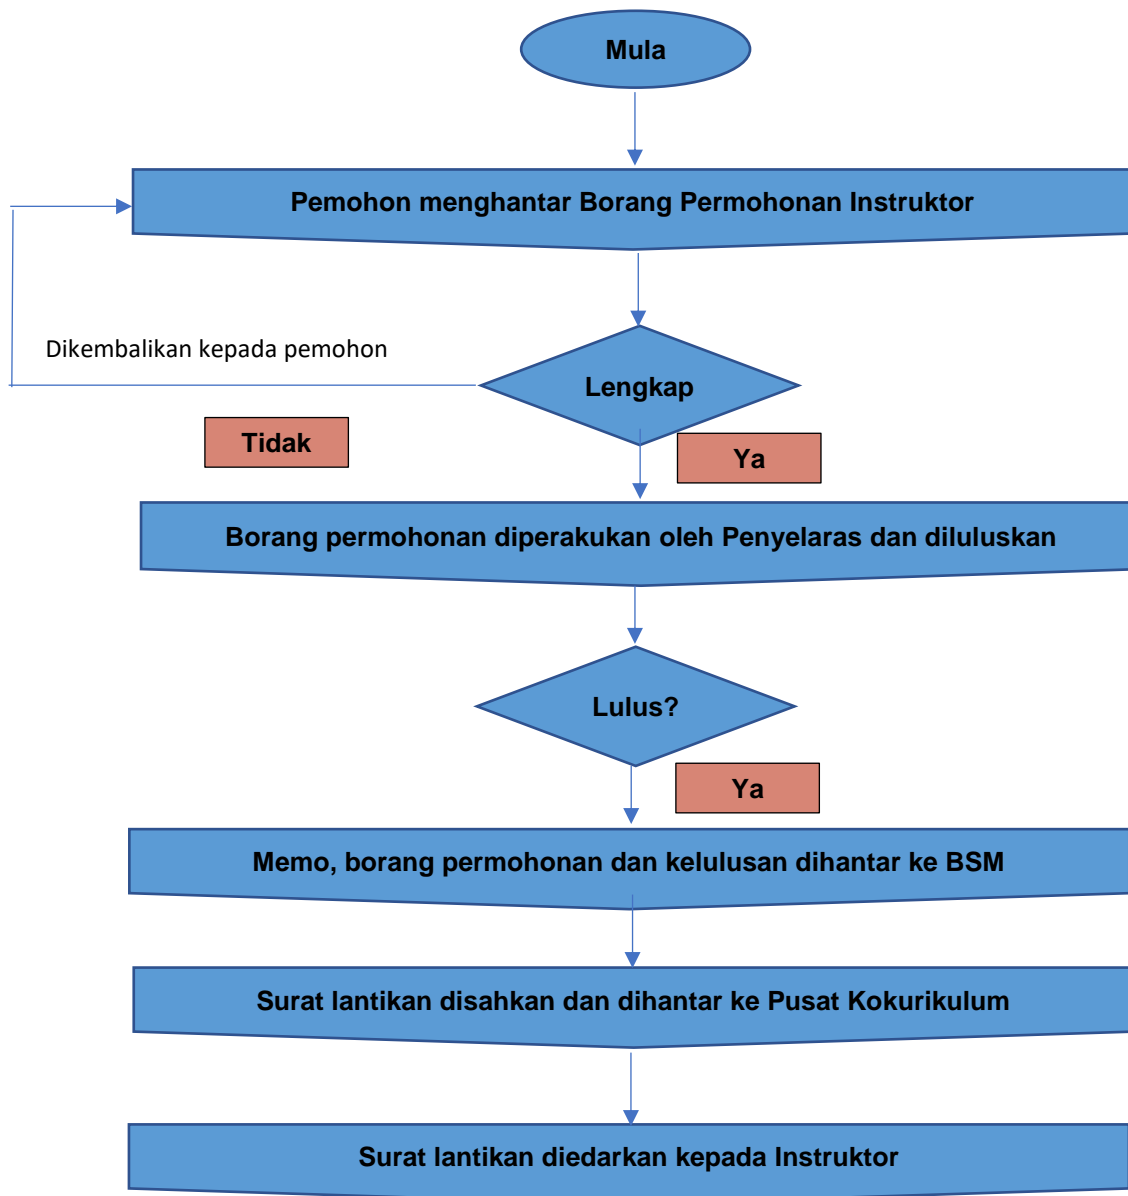 Mula
Pemohon menghantar Borang Permohonan Instruktor
Dikembalikan kepada pemohon
Lengkap
Tidak
Ya
Borang permohonan diperakukan oleh Penyelaras dan diluluskan
Lulus?
Ya
Memo, borang permohonan dan kelulusan dihantar ke BSM
Surat lantikan disahkan dan dihantar ke Pusat Kokurikulum
Surat lantikan diedarkan kepada Instruktor